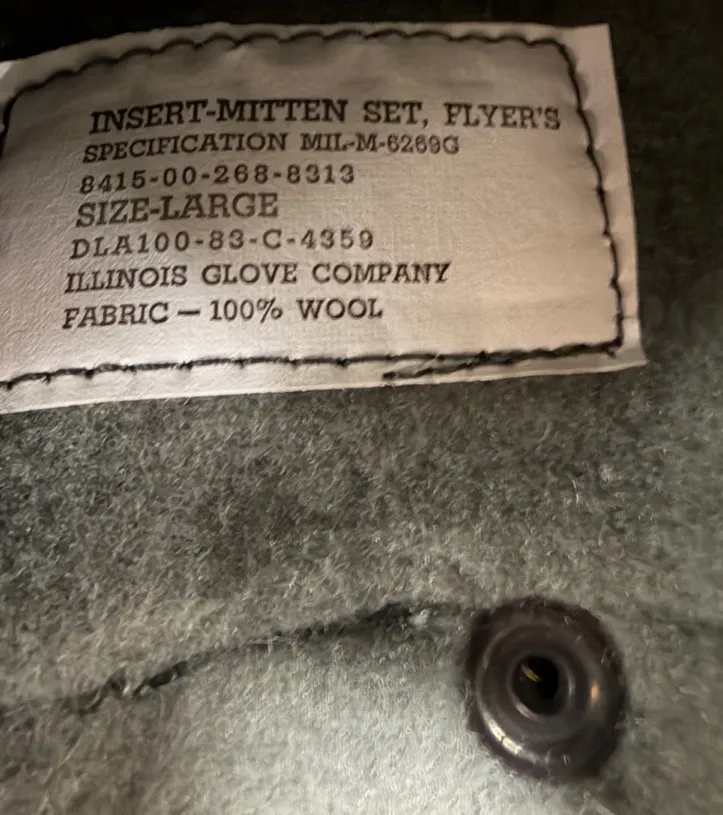 INSERT-MITTEN SET, FLYER'S
SPECIFICATION MIL-M-6269G
8415-00-268-8313
SIZE-LARGE
DLA100-83-C-4359
ILLINOIS GLOVE COMPANY
FABRIC — 100% WOOL